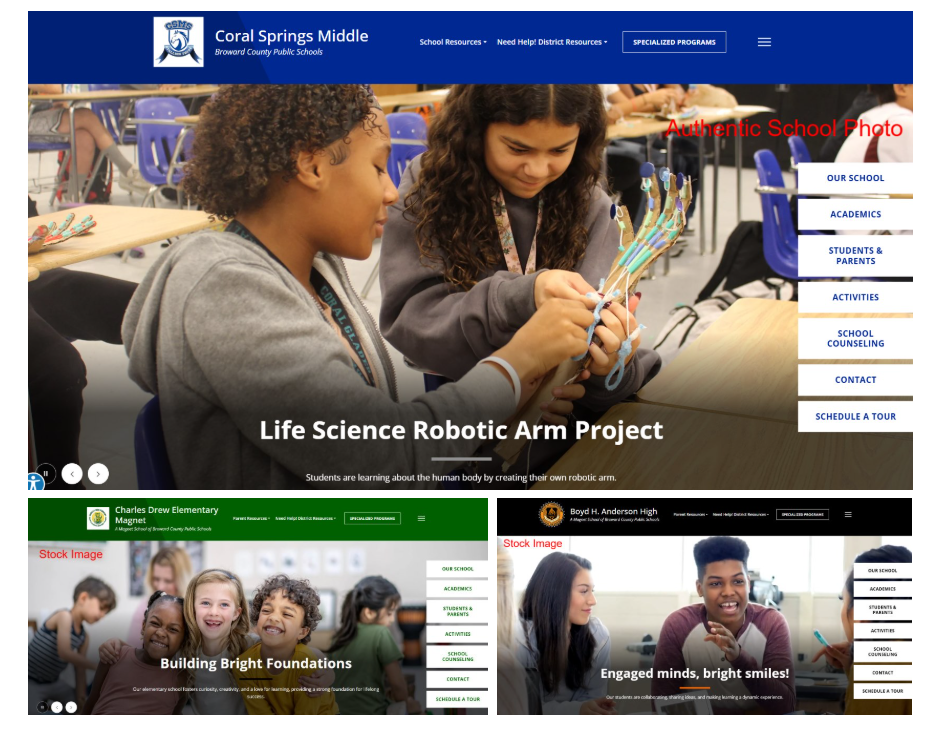 GSMS
Coral Springs Middle
Broward County Public Schools
School Resources
Need Help! District Resources
SPECIALIZED PROGRAMS
Authentic School Photo
CORAL GLADES
OUR SCHOOL
ACADEMICS
STUDENTS &
PARENTS
ACTIVITIES
SCHOOL
COUNSELING
CONTACT
SCHEDULE A TOUR
Life Science Robotic Arm Project
Students are learning about the human body by creating their own robotic arm.
Charles Drew Elementary
Magnet
A Magnet School of Broward County Public Schools
Parent Resources
Need Help! District Resources
SPECIALIZED PROGRAMS
Stock Image
OUR SCHOOL
ACADEMICS
STUDENTS &
PARENTS
ACTIVITIES
SCHOOL
COUNSELING
CONTACT
SCHEDULE A TOUR
Building Bright Foundations
Our elementary school fosters curiosity, creativity, and a love for learning, providing a strong foundation for lifelong
success.
Boyd H. Anderson High
A Magnet School of Broward County Public Schools
Parent Resources
Need Help! District Resources
SPECIALIZED PROGRAMS
Stock Image
OUR SCHOOL
ACADEMICS
STUDENTS &
PARENTS
ACTIVITIES
SCHOOL
COUNSELING
CONTACT
SCHEDULE A TOUR
Engaged minds, bright smiles!
Our students are collaborating, sharing ideas, and making learning a dynamic experience.